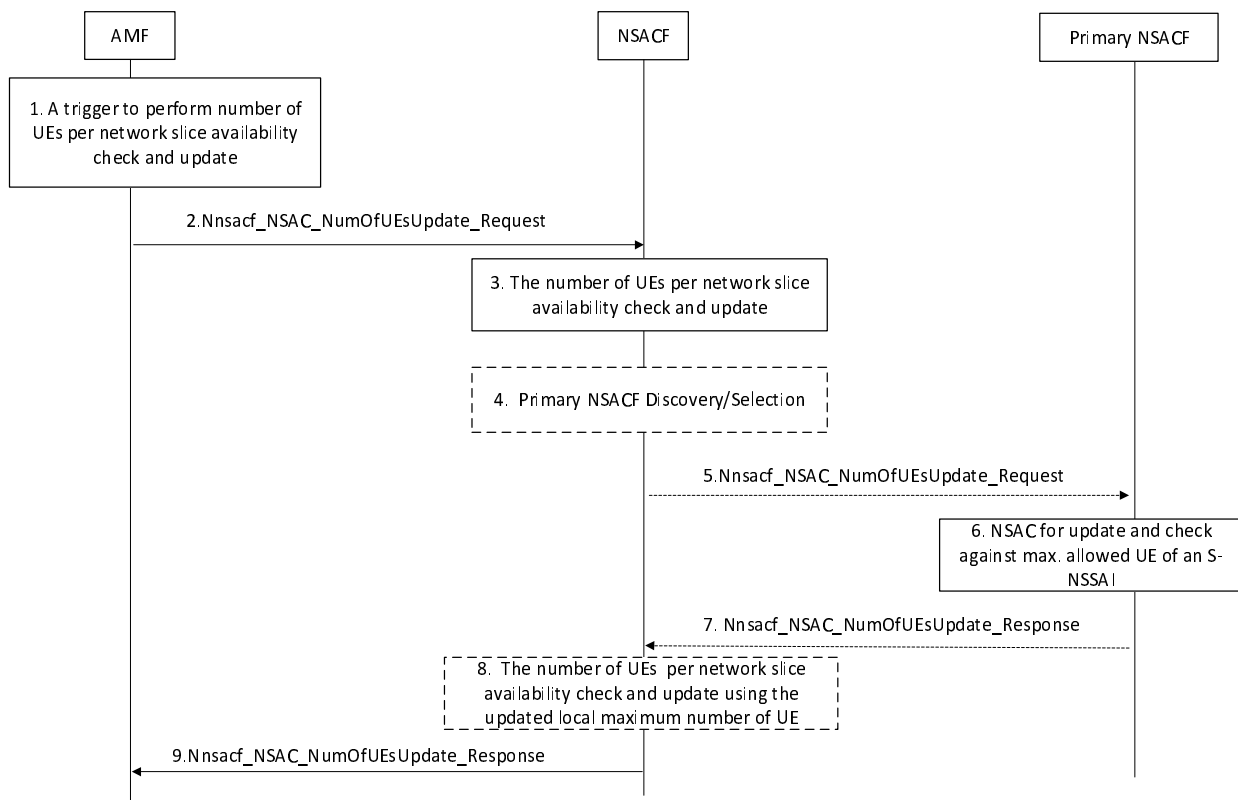 AMF
NSACF
Primary NSACF
1. A trigger to perform number of
UEs per network slice availability
check and update
2.Nnsacf_NSAC_NumOfUEsUpdate_Request
3. The number of UEs per network slice
availability check and update
4. Primary NSACF Discovery/Selection
5.Nnsacf_NSAC_NumOfUEsUpdate_Request
6. NSAC for update and check
against max. allowed UE of an S-
NSSAI
7. Nnsacf_NSAC_NumOfUEsUpdate_Response
8. The number of UEs per network slice
availability check and update using the
updated local maximum number of UE
9.Nnsacf_NSAC_NumOfUEsUpdate_Response